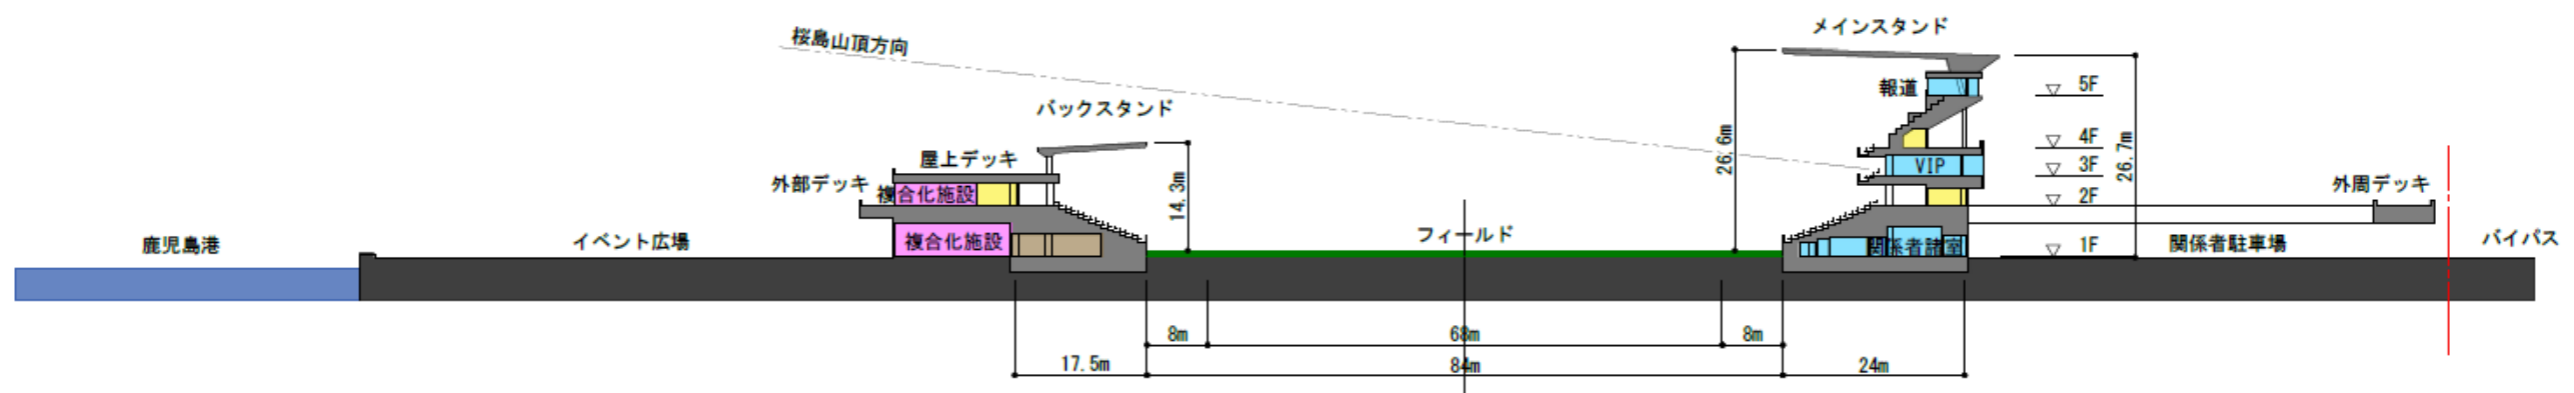 メインスタンド
桜島山頂方向
報道
5F
バックスタンド
4F
26.6m
26.7m
屋上デッキ
VIP
3F
外部デッキ
複合化施設
14.3m
2F
外周デッキ
鹿児島港
イベント広場
複合化施設
フィールド
関係者諸室
1F
関係者駐車場
バイパス
8m
68m
8m
17.5m
84m
24m